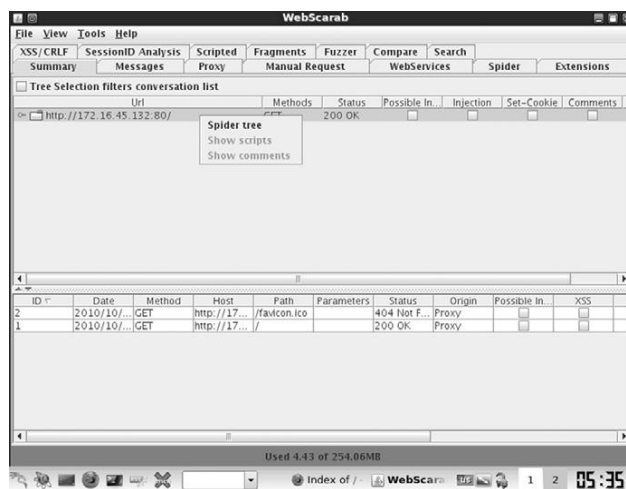 WebScarab
File View Tools Help
XSS/CRLF SessionID Analysis Scripted Fragments Fuzzer Compare Search
Summary Messages Proxy Manual Request WebServices Spider Extensions
Tree Selection filters conversation list
Url Methods Status Possible In... Injection Set-Cookie Comments
http://172.16.45.132:80/ GET 200 OK
Spider tree
Show scripts
Show comments
ID Date Method Host Path Parameters Status Origin Possible In... XSS
2 2010/10/... GET http://17... /favicon.ico 404 Not F... Proxy
1 2010/10/... GET http://17... / 200 OK Proxy
Used 4.43 of 254.06MB
Index of / - WebScara US 1 2 05:35